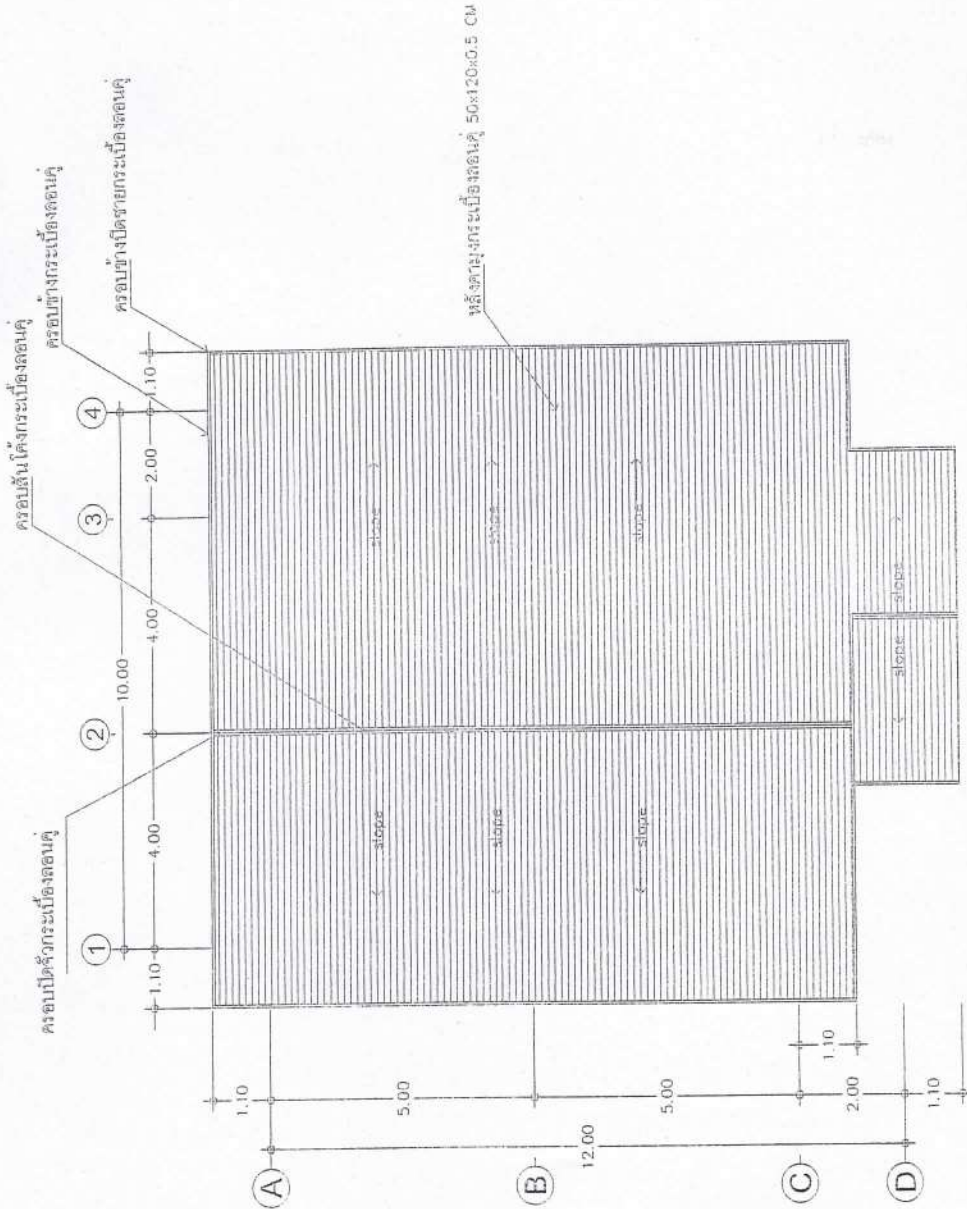 ครอบสันโค้งกระเบื้องลอนคู่
ครอบข้างกระเบื้องลอนคู่
ครอบข้างปิดชายกระเบื้องลอนคู่
ครอบปิดจั่วกระเบื้องลอนคู่
หลังคามุงกระเบื้องลอนคู่ 50x120x0.5 CM
1
2
3
4
10.00
1.10
4.00
4.00
2.00
1.10
slope
slope
slope
slope
slope
slope
slope
slope
A
B
C
D
1.10
5.00
5.00
1.10
2.00
1.10
12.00